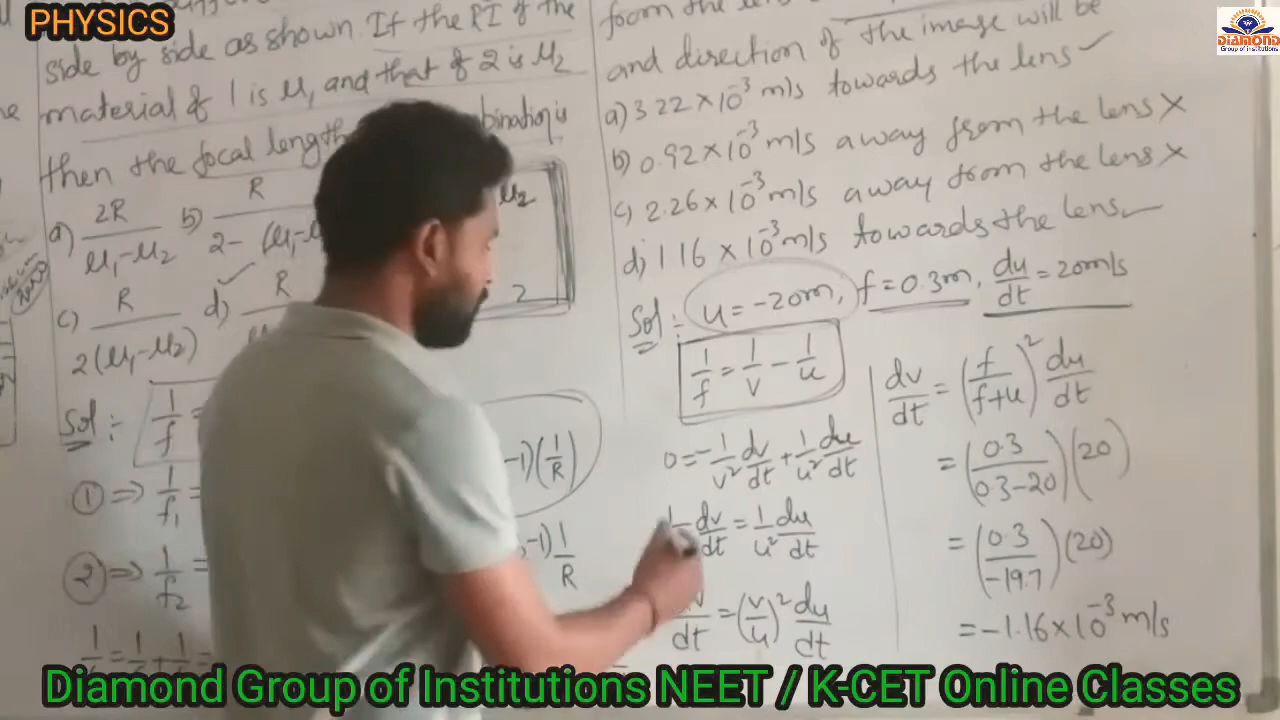 PHYSICS
DIAMOND
Group of institutions
side by side as shown If the RI of the
material of 1 is μ1 and that of 2 is μ2
then the focal length
bination is
a) 2R/μ1-μ2 b) R/2-(μ1-μ
c) R/2(μ1-μ2) d) R
μ2
2
Sol:- 1/f =
-1)(1/R)
① ⇒ 1/f1 =
-1) 1/R
② ⇒ 1/f2 =
from the
and direction of the image will be
a) 3.22 × 10^-3 m/s towards the lens ✓
b) 0.92 × 10^-3 m/s away from the lens ×
c) 2.26 × 10^-3 m/s away from the lens ×
d) 1.16 × 10^-3 m/s towards the lens ✓
Sol:- u = -20m, f = 0.3m, du/dt = 20m/s
1/f = 1/v - 1/u
0 = -1/v² dv/dt + 1/u² du/dt
dv/dt = 1/u² du/dt
dt = (v/u)² du/dt
dv/dt = (f/f+u)² du/dt
= (0.3/0.3-20)(20)
= (0.3/-19.7)(20)
= -1.16 × 10^-3 m/s
Diamond Group of Institutions NEET / K-CET Online Classes